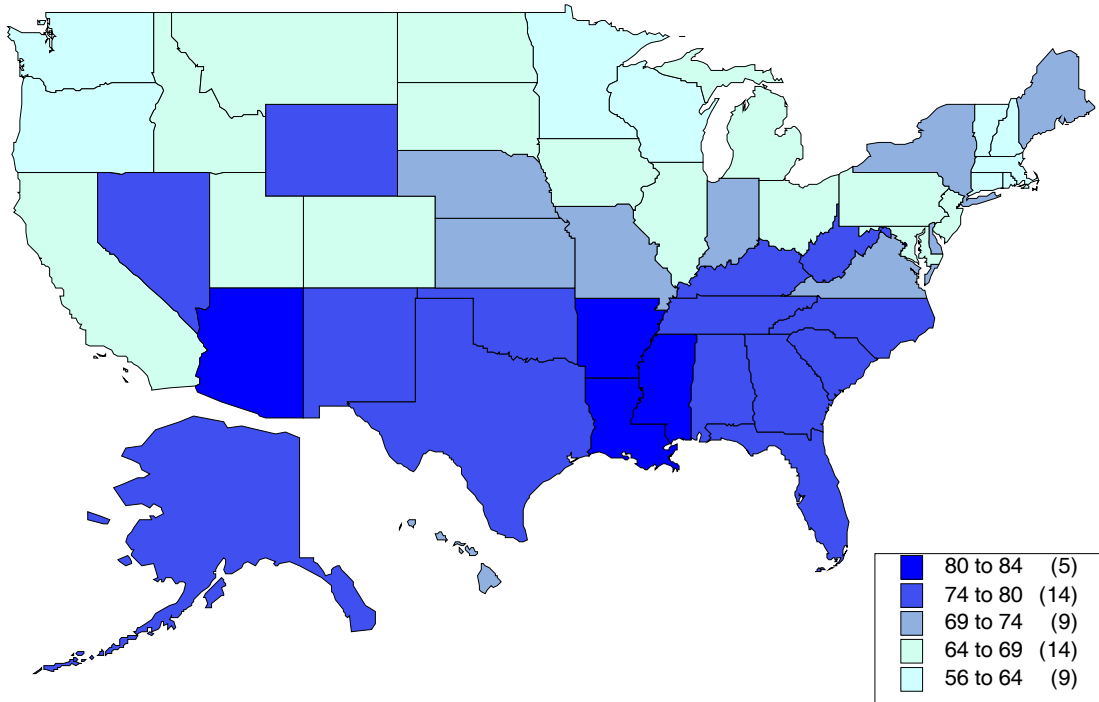 80 to 84 (5)
74 to 80 (14)
69 to 74 (9)
64 to 69 (14)
56 to 64 (9)